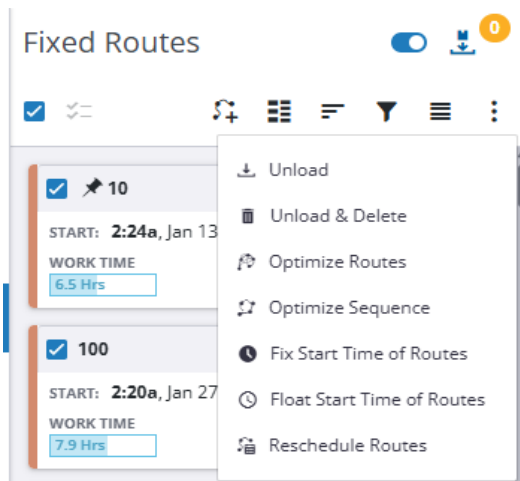 Fixed Routes
0
10
START: 2:24a, Jan 13
WORK TIME
6.5 Hrs
100
START: 2:20a, Jan 27
WORK TIME
7.9 Hrs
Unload
Unload & Delete
Optimize Routes
Optimize Sequence
Fix Start Time of Routes
Float Start Time of Routes
Reschedule Routes